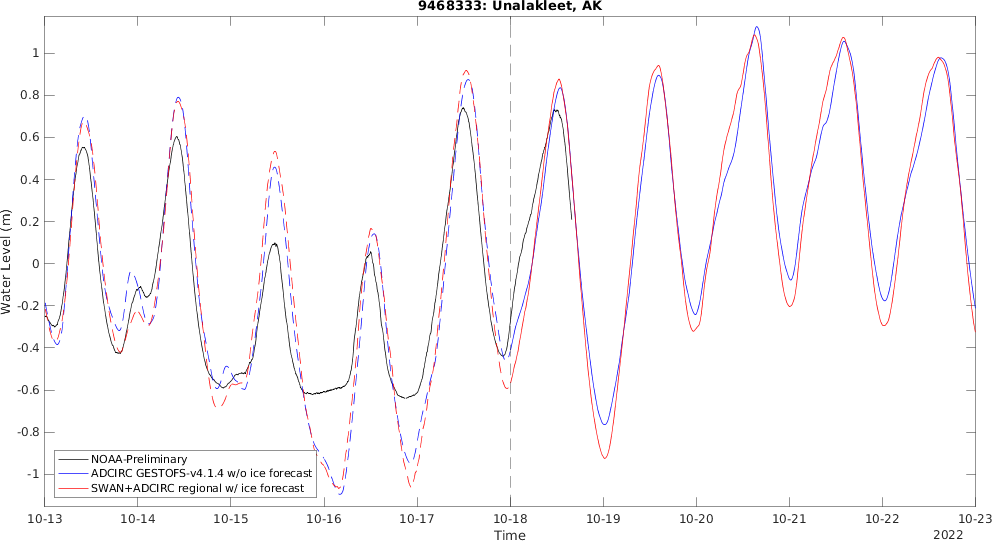 9468333: Unalakleet, AK
Water Level (m)
1
0.8
0.6
0.4
0.2
0
-0.2
-0.4
-0.6
-0.8
-1
NOAA-Preliminary
ADCIRC GESTOFS-v4.1.4 w/o ice forecast
SWAN+ADCIRC regional w/ ice forecast
10-13 10-14 10-15 10-16 10-17 10-18 10-19 10-20 10-21 10-22 10-23
Time
2022